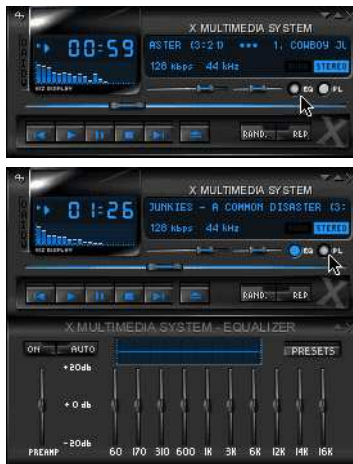 X MULTIMEDIA SYSTEM
00:59
ASTER (3:21) *** 1. COWBOY JU
128 kbps 44 kHz
STEREO
VIZ DISPLAY
EQ PL
RAND. REP.
X MULTIMEDIA SYSTEM
01:26
JUNKIES - A COMMON DISASTER (3:
128 kbps 44 kHz
STEREO
VIZ DISPLAY
EQ PL
RAND. REP.
X MULTIMEDIA SYSTEM - EQUALIZER
ON AUTO PRESETS
+20db
+0 db
-20db
PREAMP 60 170 310 600 1K 3K 6K 12K 14K 16K